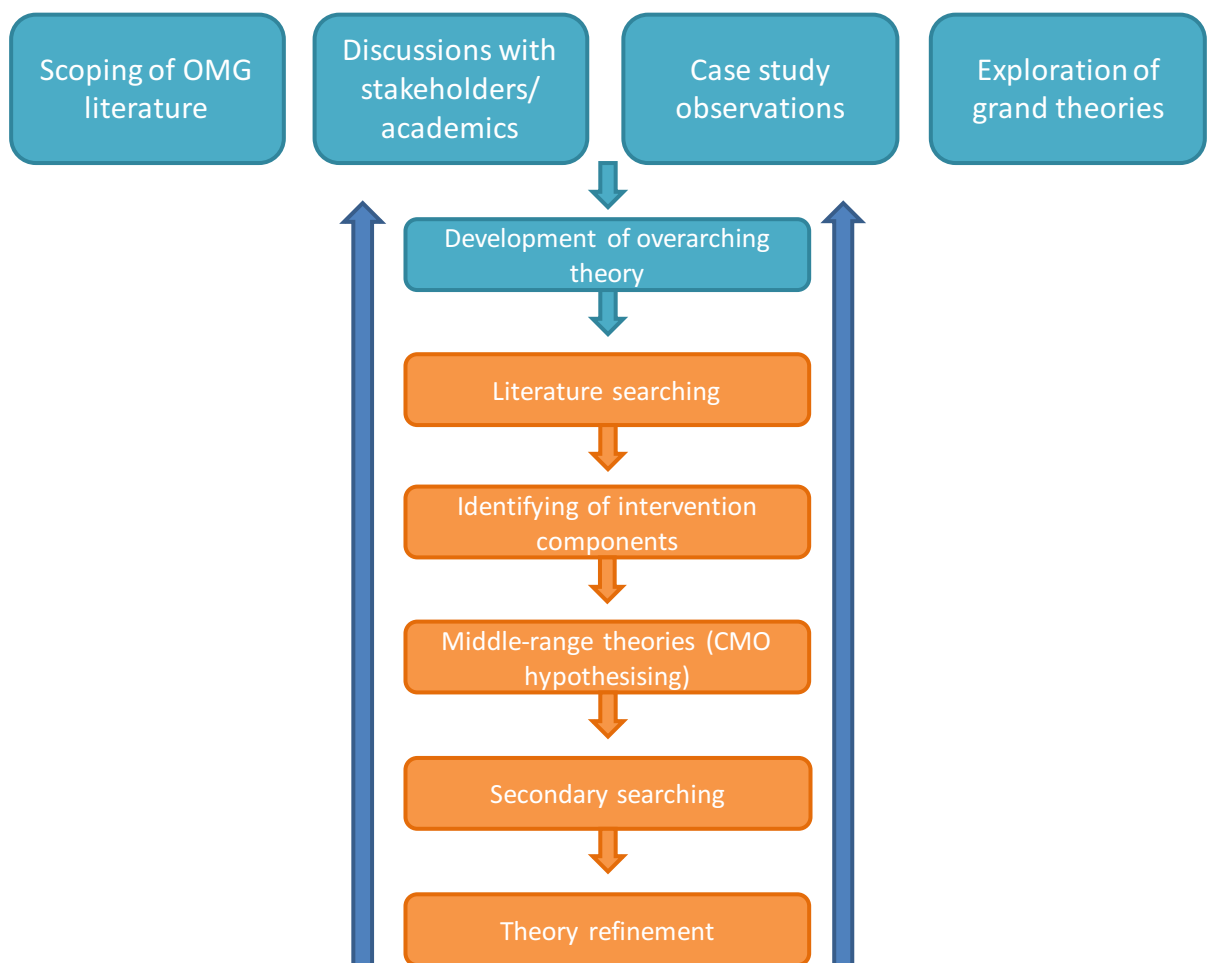 Scoping of OMG
literature
Discussions with
stakeholders/
academics
Case study
observations
Exploration of
grand theories
Development of overarching
theory
Literature searching
Identifying of intervention
components
Middle-range theories (CMO
hypothesising)
Secondary searching
Theory refinement